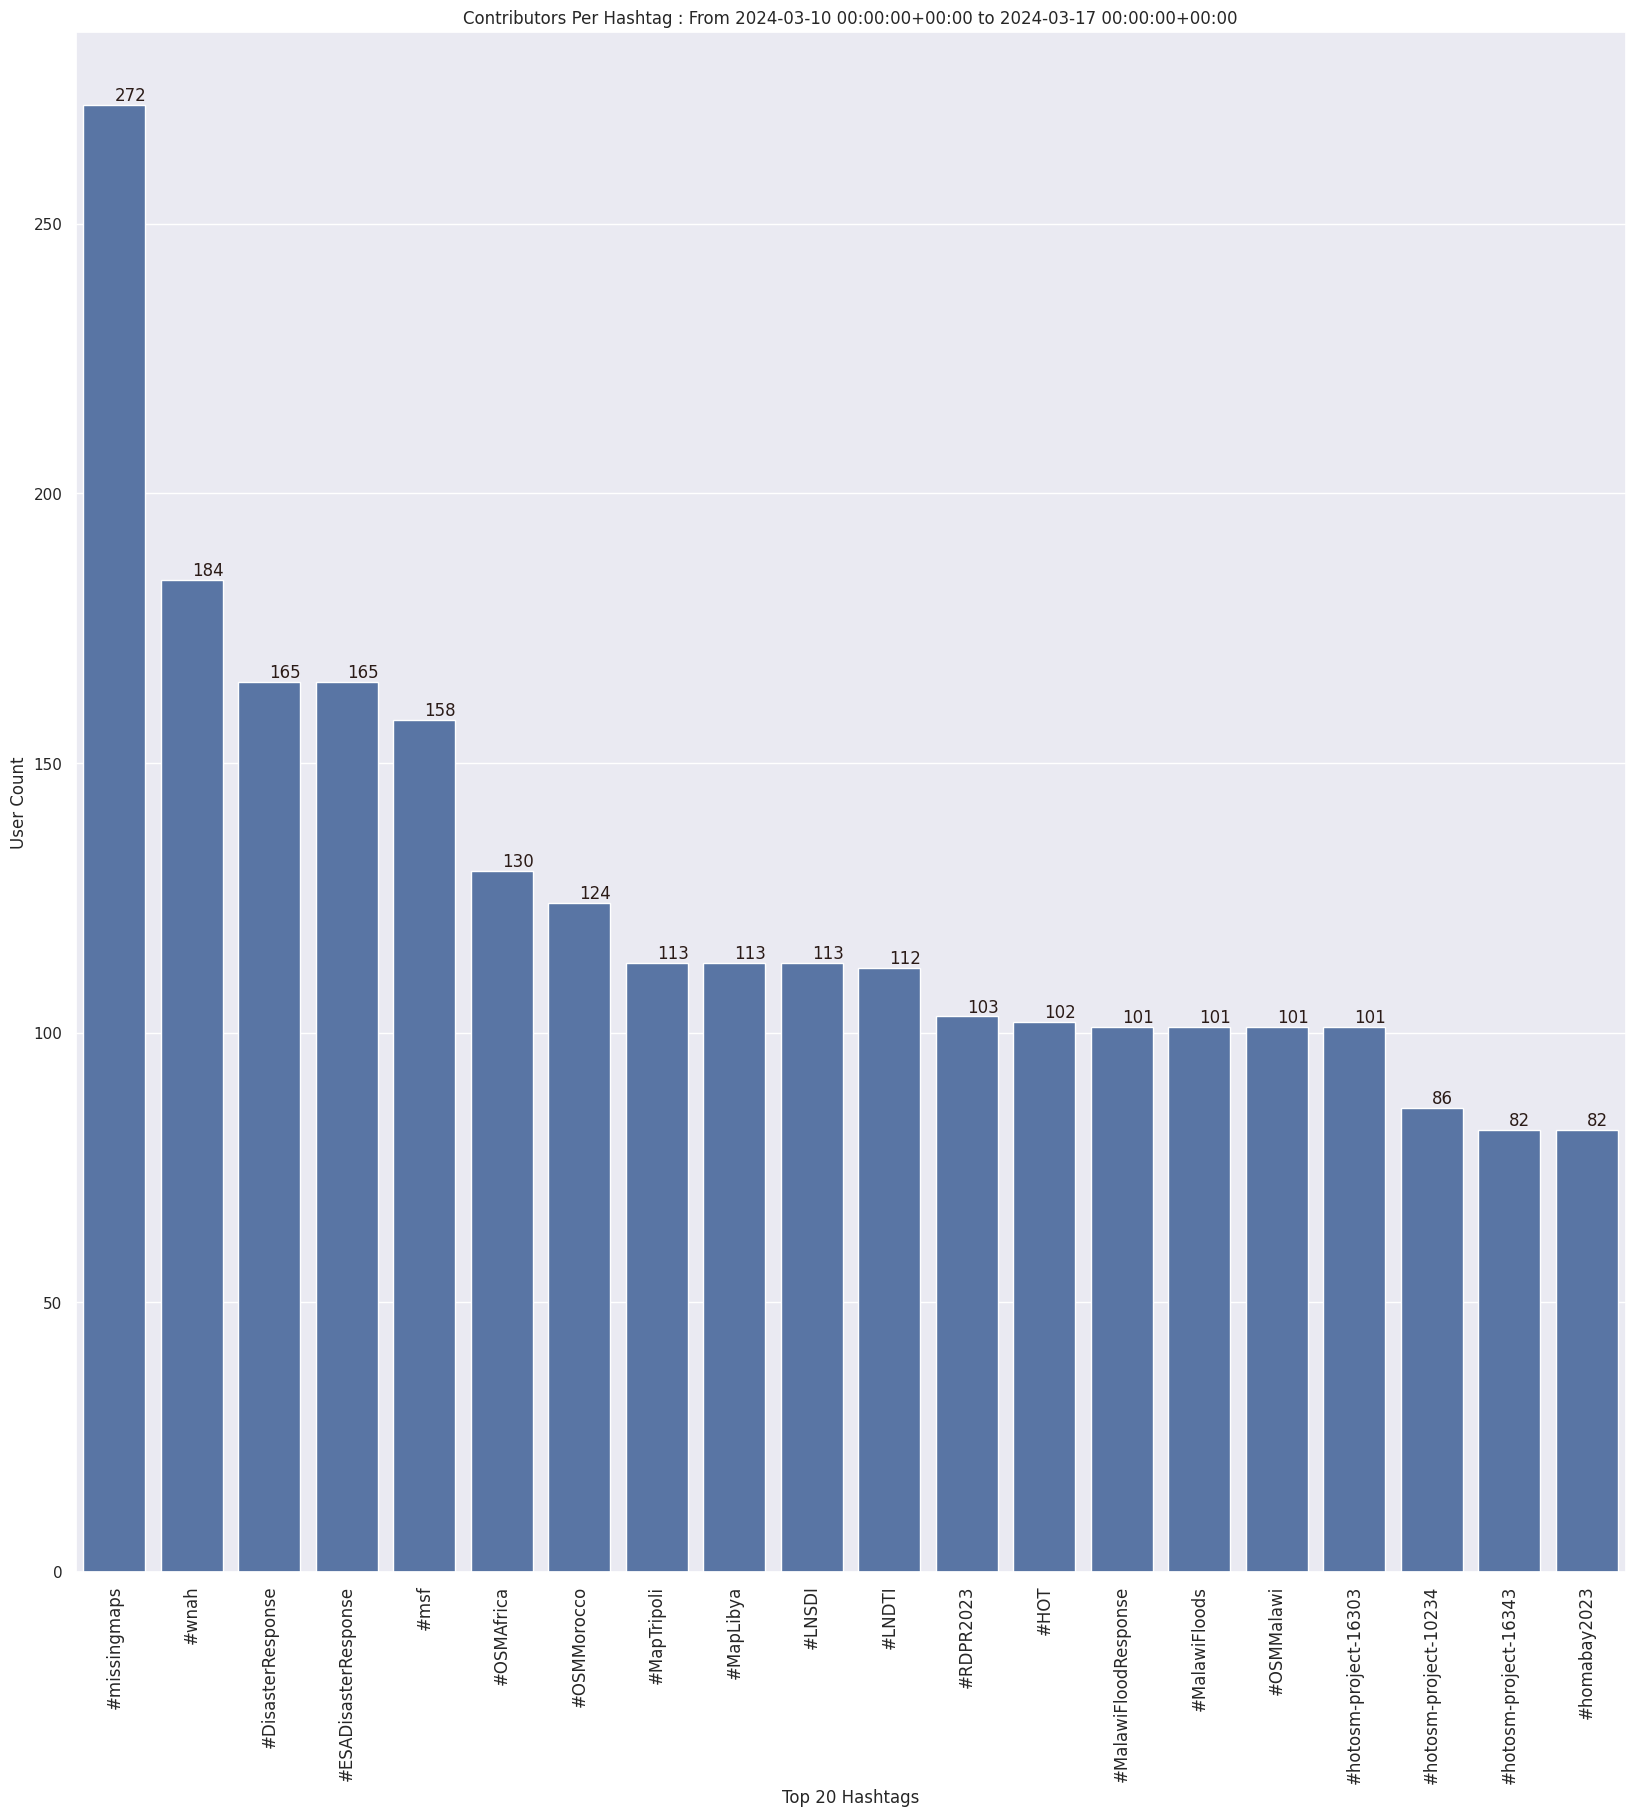 Contributors Per Hashtag : From 2024-03-10 00:00:00+00:00 to 2024-03-17 00:00:00+00:00
272
184
165
165
158
130
124
113
113
113
112
103
102
101
101
101
101
86
82
82
250
200
150
100
50
0
User Count
#missingmaps
#wnah
#DisasterResponse
#ESADisasterResponse
#msf
#OSMAfrica
#OSMMorocco
#MapTripoli
#MapLibya
#LNSDI
#LNDTI
#RDPR2023
#HOT
#MalawiFloodResponse
#MalawiFloods
#OSMMalawi
#hotosm-project-16303
#hotosm-project-10234
#hotosm-project-16343
#homabay2023
Top 20 Hashtags